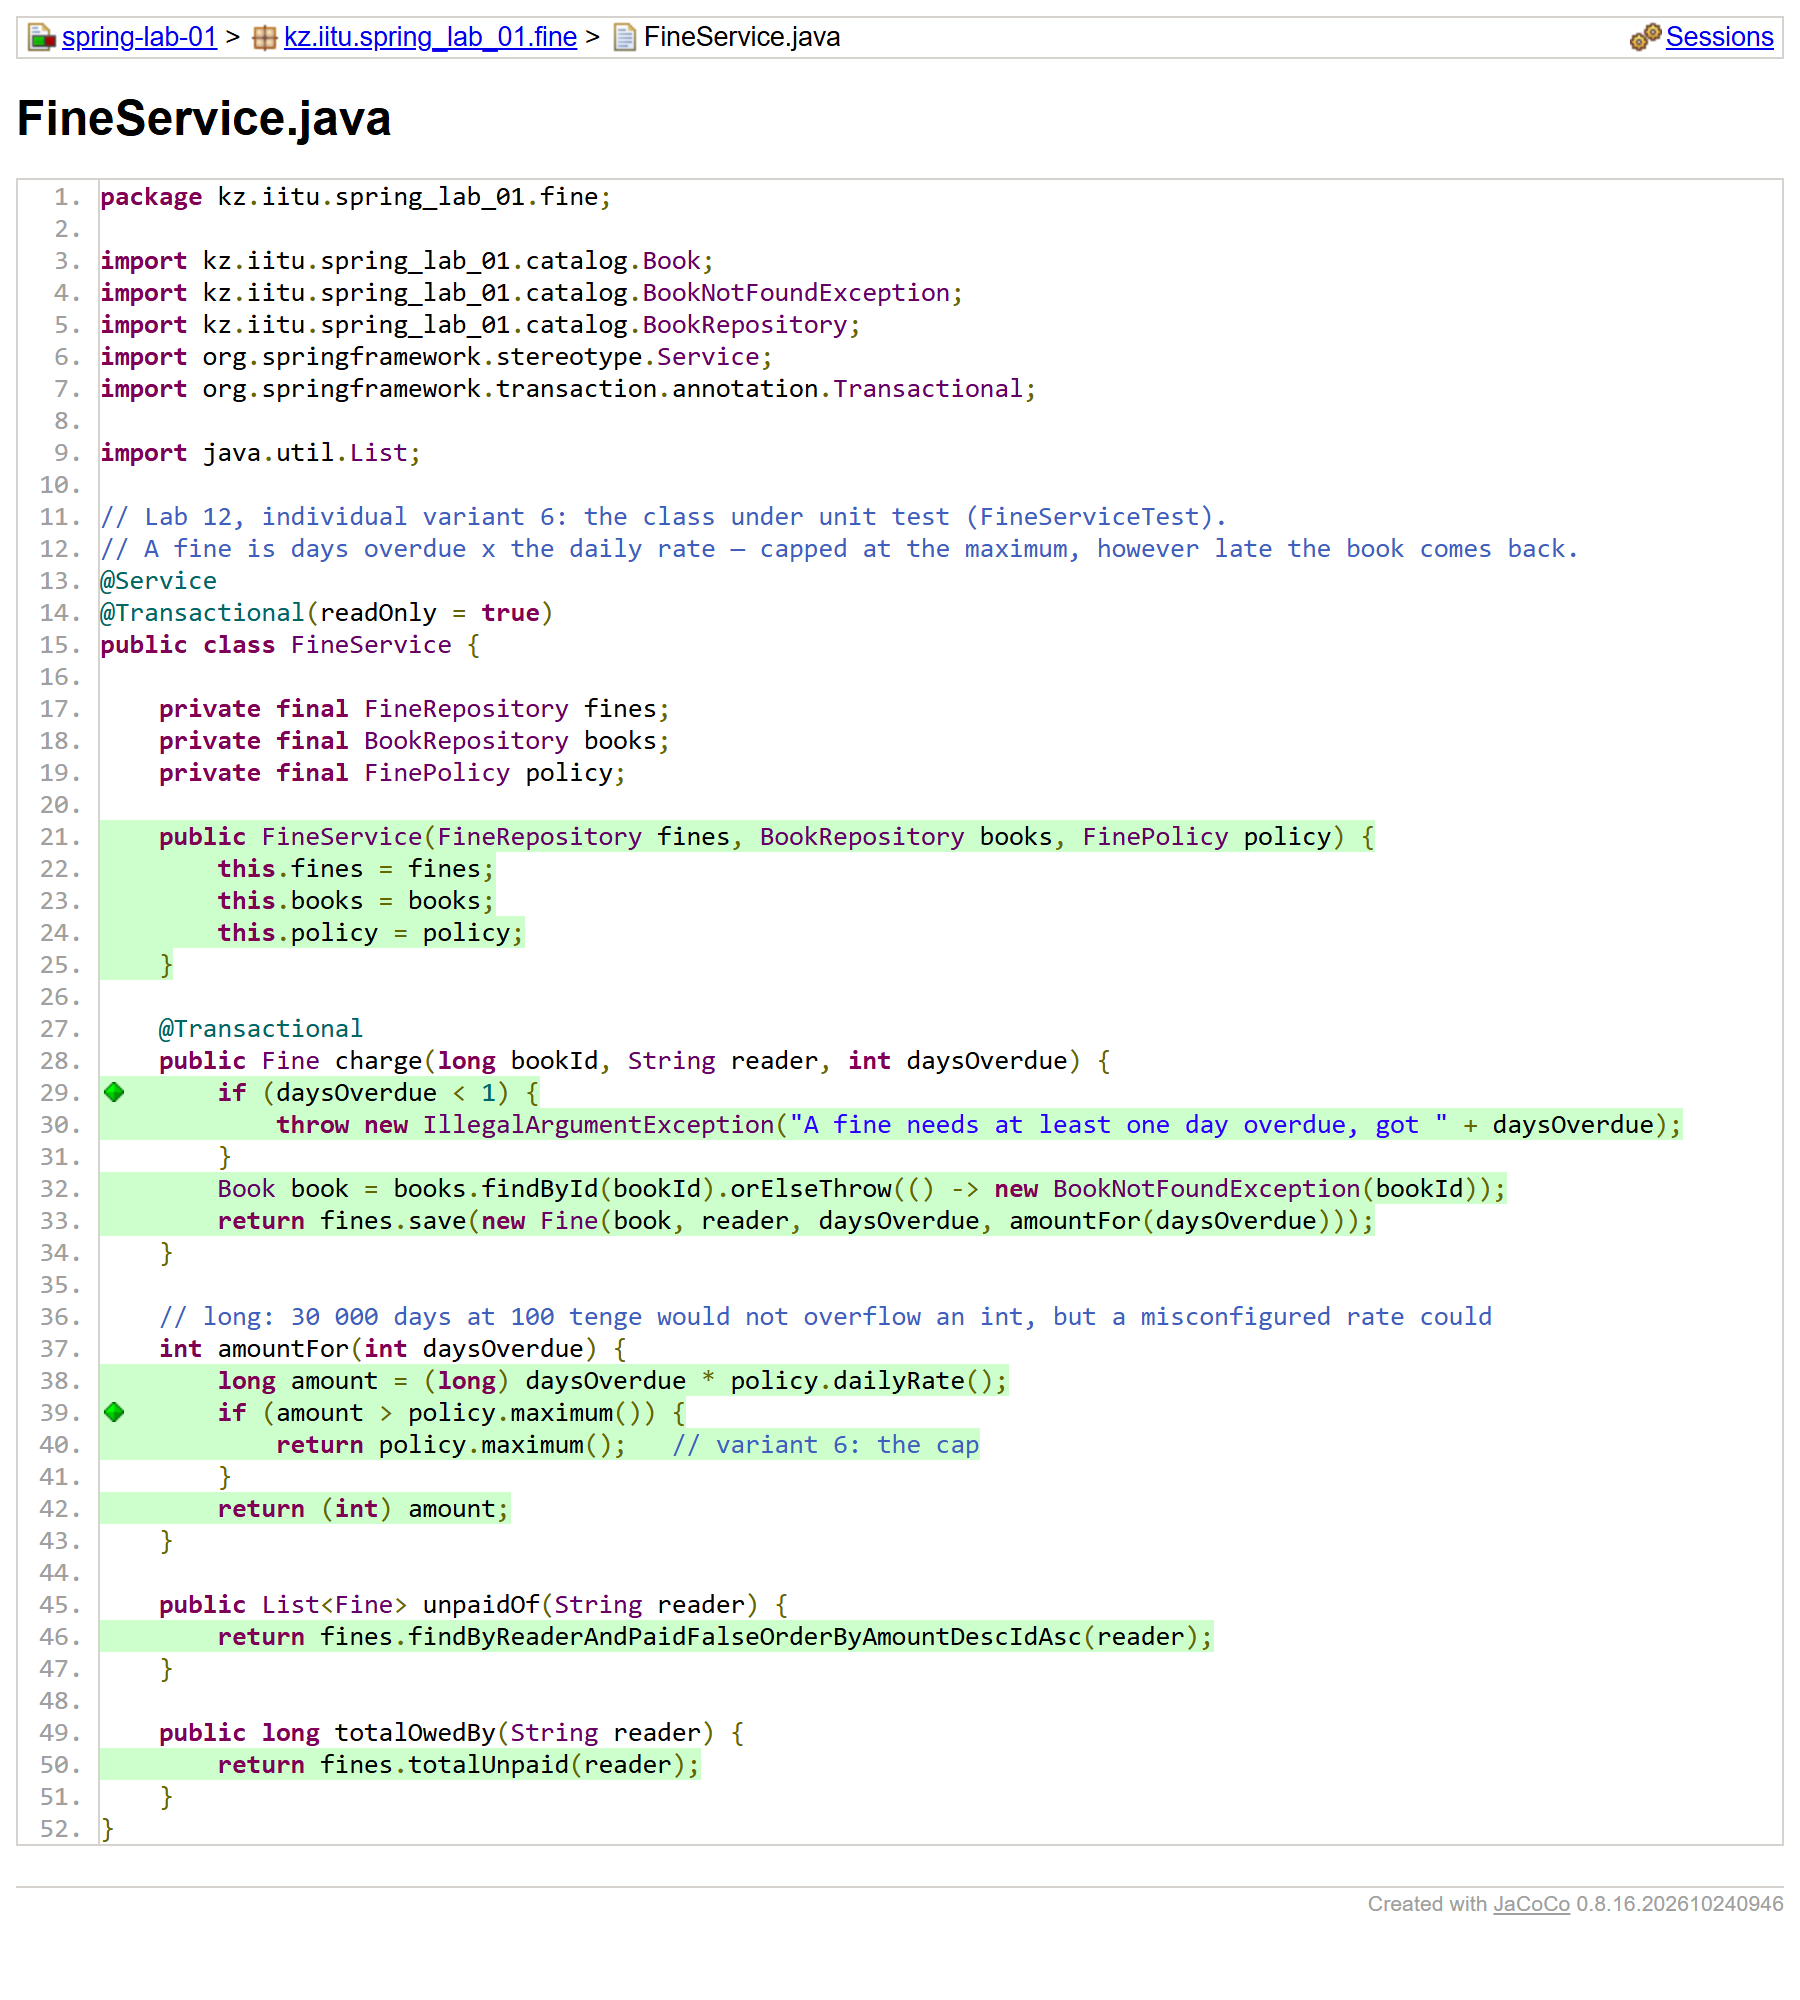 spring-lab-01 > kz.iitu.spring_lab_01.fine > FineService.java Sessions
FineService.java
1. package kz.iitu.spring_lab_01.fine;
2.
3. import kz.iitu.spring_lab_01.catalog.Book;
4. import kz.iitu.spring_lab_01.catalog.BookNotFoundException;
5. import kz.iitu.spring_lab_01.catalog.BookRepository;
6. import org.springframework.stereotype.Service;
7. import org.springframework.transaction.annotation.Transactional;
8.
9. import java.util.List;
10.
11. // Lab 12, individual variant 6: the class under unit test (FineServiceTest).
12. // A fine is days overdue x the daily rate — capped at the maximum, however late the book comes back.
13. @Service
14. @Transactional(readOnly = true)
15. public class FineService {
16.
17.     private final FineRepository fines;
18.     private final BookRepository books;
19.     private final FinePolicy policy;
20.
21.     public FineService(FineRepository fines, BookRepository books, FinePolicy policy) {
22.         this.fines = fines;
23.         this.books = books;
24.         this.policy = policy;
25.     }
26.
27.     @Transactional
28.     public Fine charge(long bookId, String reader, int daysOverdue) {
29.         if (daysOverdue < 1) {
30.             throw new IllegalArgumentException("A fine needs at least one day overdue, got " + daysOverdue);
31.         }
32.         Book book = books.findById(bookId).orElseThrow(() -> new BookNotFoundException(bookId));
33.         return fines.save(new Fine(book, reader, daysOverdue, amountFor(daysOverdue)));
34.     }
35.
36.     // long: 30 000 days at 100 tenge would not overflow an int, but a misconfigured rate could
37.     int amountFor(int daysOverdue) {
38.         long amount = (long) daysOverdue * policy.dailyRate();
39.         if (amount > policy.maximum()) {
40.             return policy.maximum();   // variant 6: the cap
41.         }
42.         return (int) amount;
43.     }
44.
45.     public List<Fine> unpaidOf(String reader) {
46.         return fines.findByReaderAndPaidFalseOrderByAmountDescIdAsc(reader);
47.     }
48.
49.     public long totalOwedBy(String reader) {
50.         return fines.totalUnpaid(reader);
51.     }
52. }
Created with JaCoCo 0.8.16.202610240946